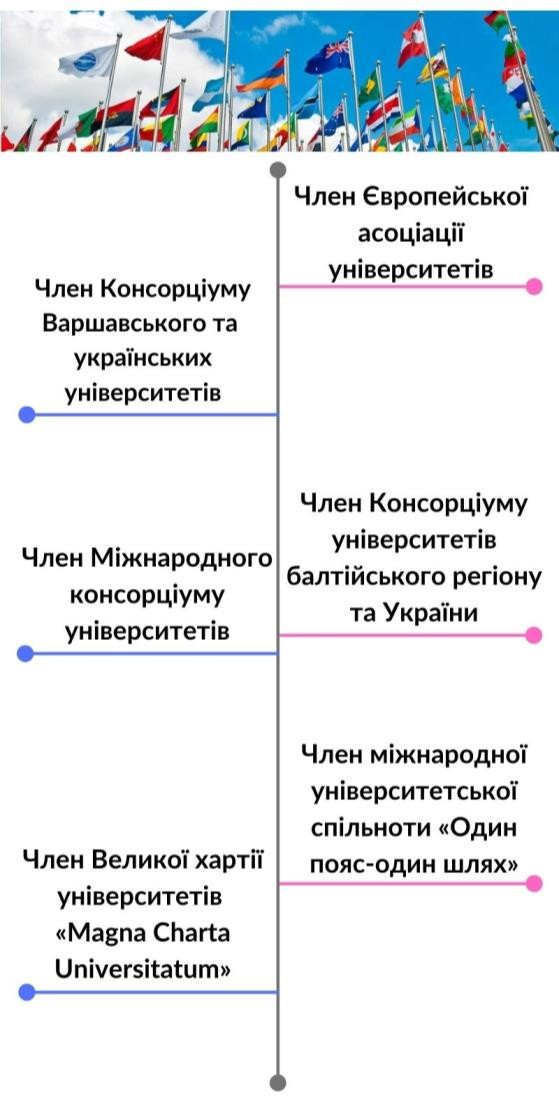 Член Європейської
асоціації
університетів
Член Консорціуму
Варшавського та
українських
університетів
Член Консорціуму
університетів
балтійського регіону
та України
Член Міжнародного
консорціуму
університетів
Член міжнародної
університетської
спільноти «Один
пояс-один шлях»
Член Великої хартії
університетів
«Magna Charta
Universitatum»